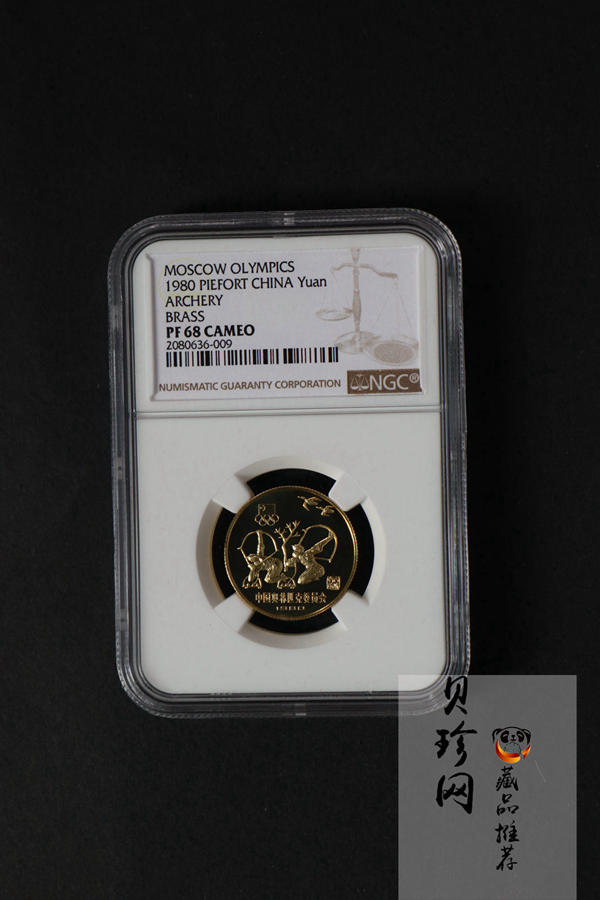 MOSCOW OLYMPICS
1980 PIEFORT CHINA Yuan
ARCHERY
BRASS
PF 68 CAMEO
2080636-009
NUMISMATIC GUARANTY CORPORATION
NGC®
中国奥林匹克委员会
1980
贝珍网
藏品推荐